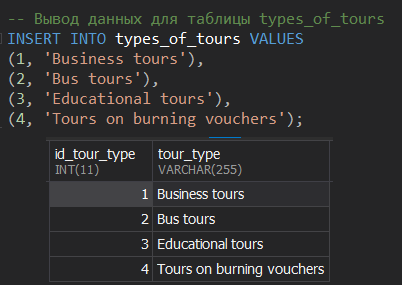 -- Вывод данных для таблицы types_of_tours
INSERT INTO types_of_tours VALUES
(1, 'Business tours'),
(2, 'Bus tours'),
(3, 'Educational tours'),
(4, 'Tours on burning vouchers');
id_tour_type tour_type
INT(11) VARCHAR(255)
1 Business tours
2 Bus tours
3 Educational tours
4 Tours on burning vouchers